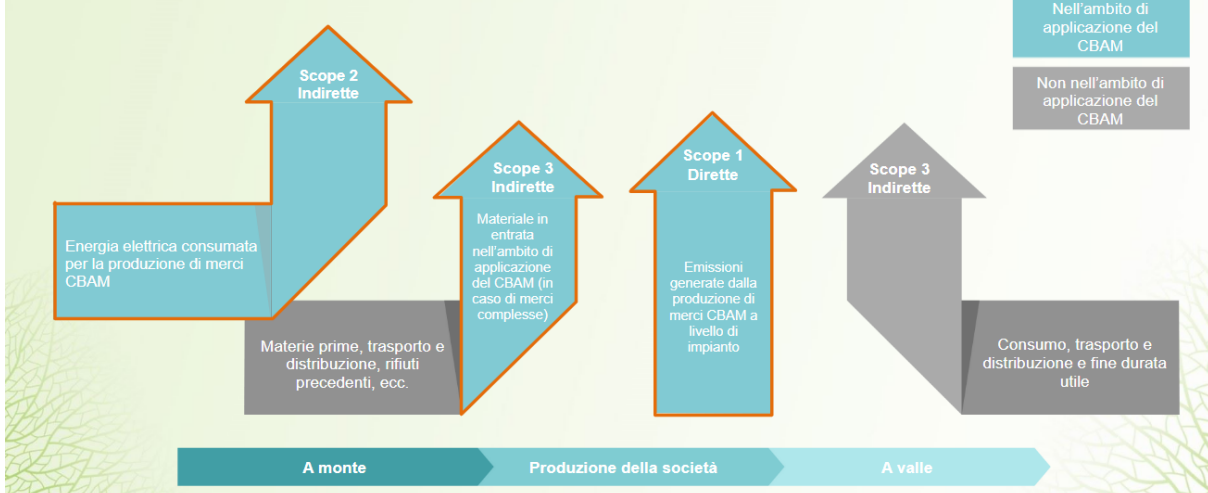 Nell'ambito di
applicazione del
CBAM
Non nell'ambito di
applicazione del
CBAM
Scope 2
Indirette
Energia elettrica consumata
per la produzione di merci
CBAM
Scope 3
Indirette
Materiale in
entrata
nell'ambito di
applicazione
del CBAM (in
caso di merci
complesse)
Materie prime, trasporto e
distribuzione, rifiuti
precedenti, ecc.
Scope 1
Dirette
Emissioni
generate dalla
produzione di
merci CBAM a
livello di
impianto
Scope 3
Indirette
Consumo, trasporto e
distribuzione e fine durata
utile
A monte
Produzione della società
A valle